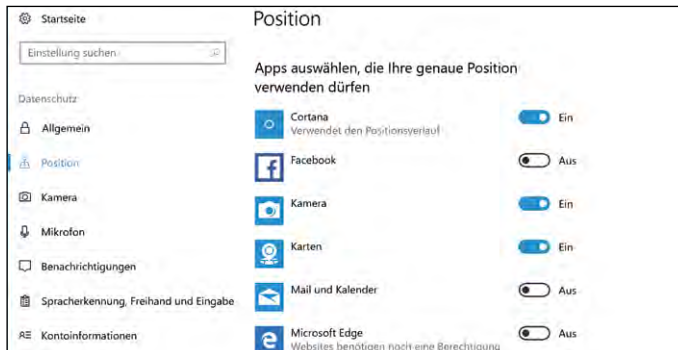 Startseite
Einstellung suchen
Datenschutz
Allgemein
Position
Kamera
Mikrofon
Benachrichtigungen
Spracherkennung, Freihand und Eingabe
Kontoinformationen
Position
Apps auswählen, die Ihre genaue Position
verwenden dürfen
Cortana Ein
Verwendet den Positionsverlauf
Facebook Aus
Kamera Ein
Karten Ein
Mail und Kalender Aus
Microsoft Edge Aus
Websites benötigen noch eine Berechtigung